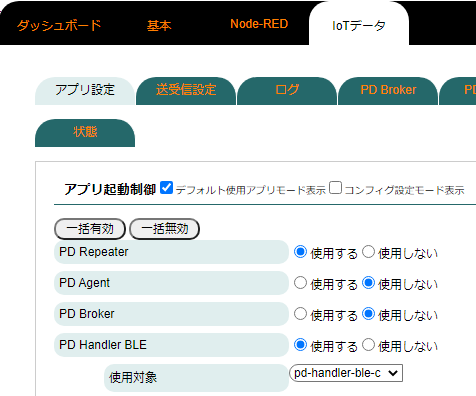 ダッシュボード 基本 Node-RED IoTデータ
アプリ設定 送受信設定 ログ PD Broker PD
状態
アプリ起動制御 デフォルト使用アプリモード表示 コンフィグ設定モード表示
一括有効 一括無効
PD Repeater 使用する 使用しない
PD Agent 使用する 使用しない
PD Broker 使用する 使用しない
PD Handler BLE 使用する 使用しない
使用対象 pd-handler-ble-c